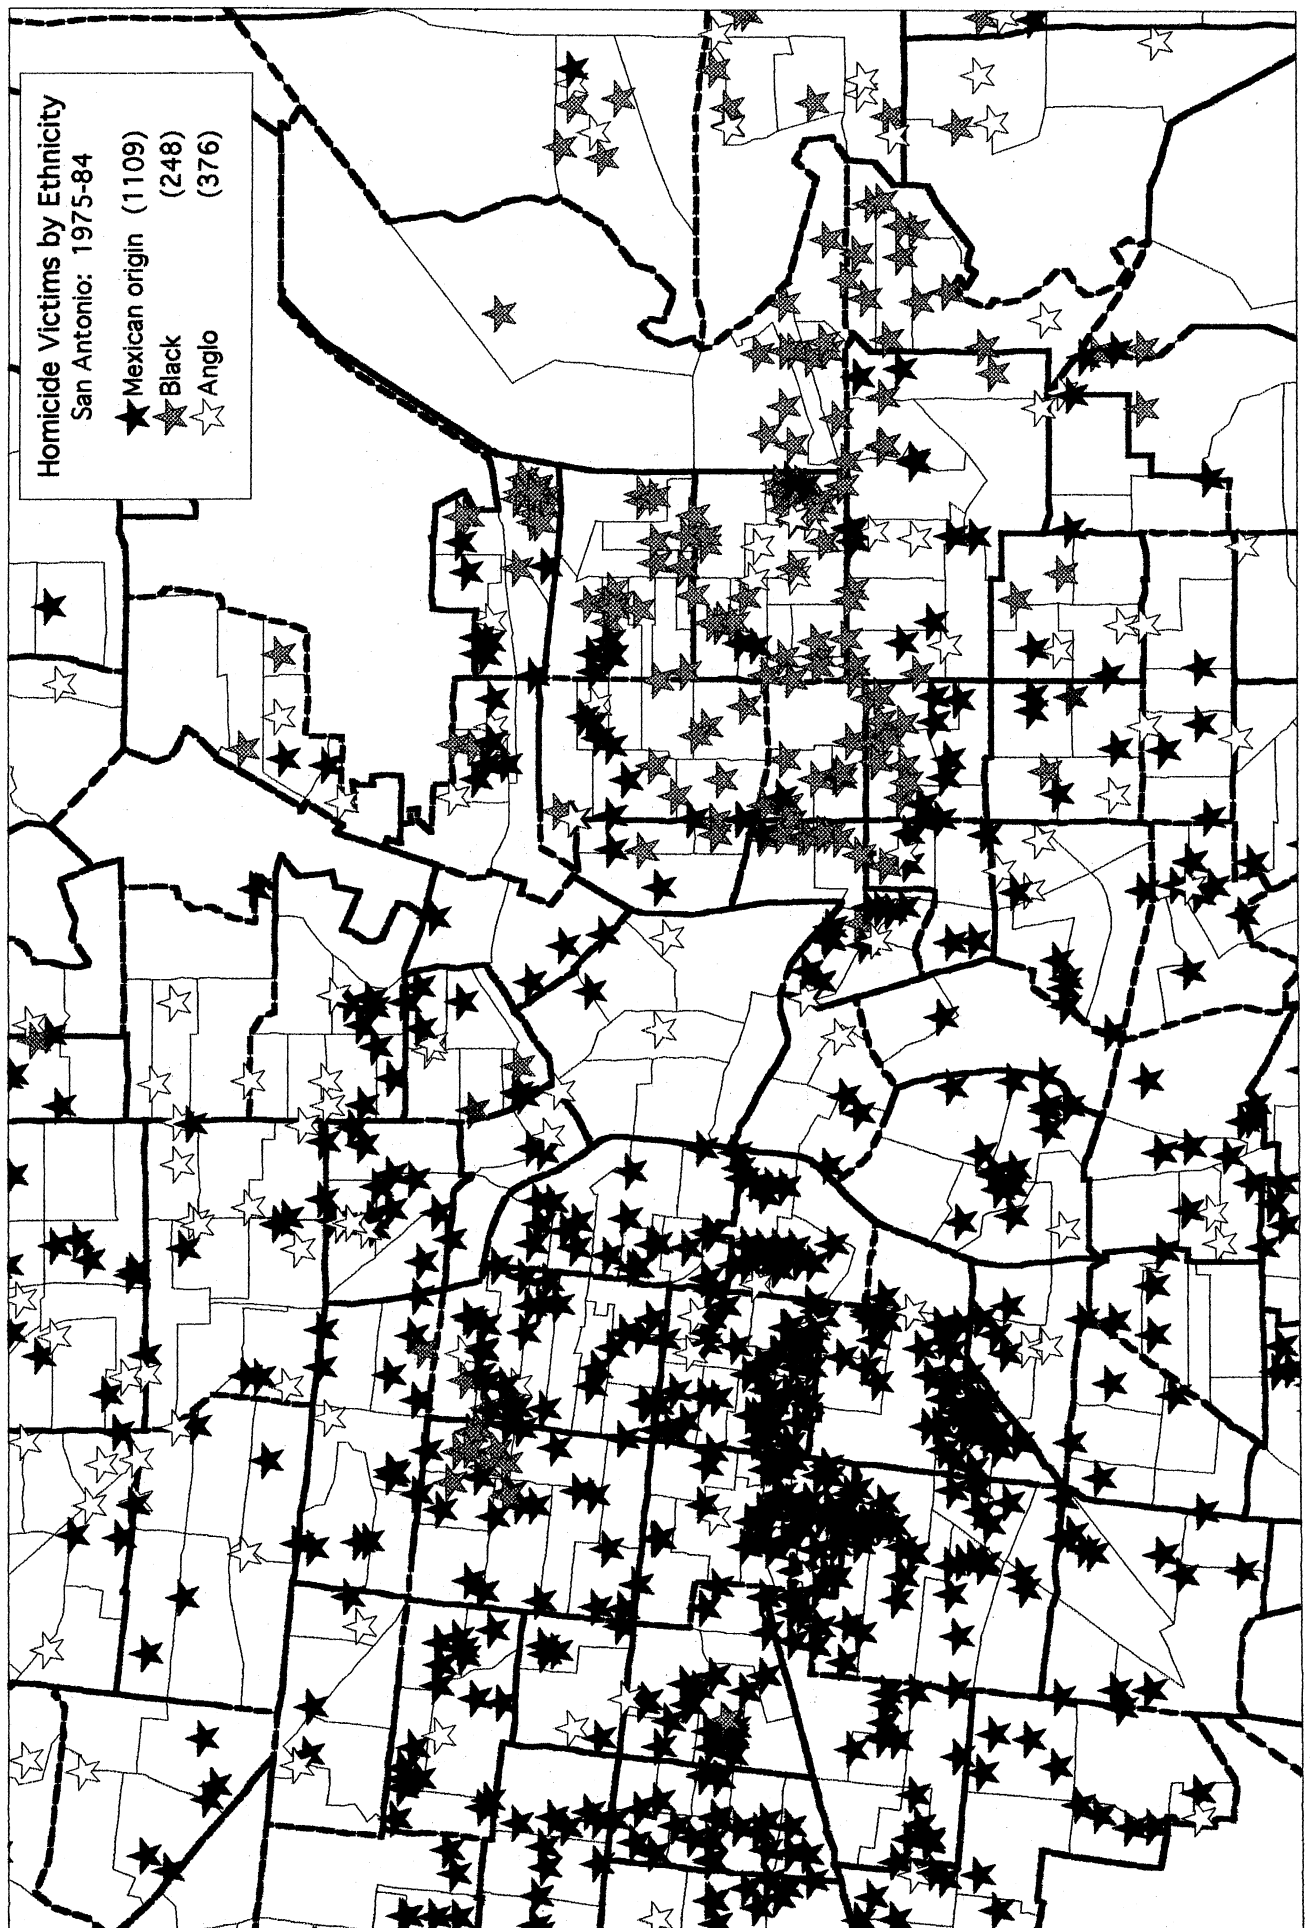 Homicide Victims by Ethnicity
San Antonio: 1975-84
Mexican origin (1109)
Black (248)
Anglo (376)